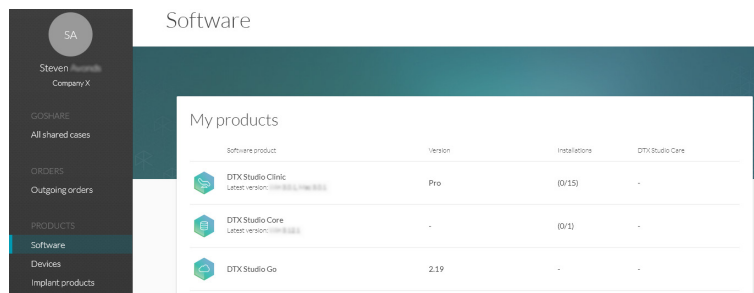 Software
SA
Steven
Company X
GOSHARE
All shared cases
ORDERS
Outgoing orders
PRODUCTS
Software
Devices
Implant products
My products
Software product Version Installations DTX Studio Care
DTX Studio Clinic Pro (0/15) -
Latest version:
DTX Studio Core - (0/1) -
Latest version:
DTX Studio Go 2.19 - -